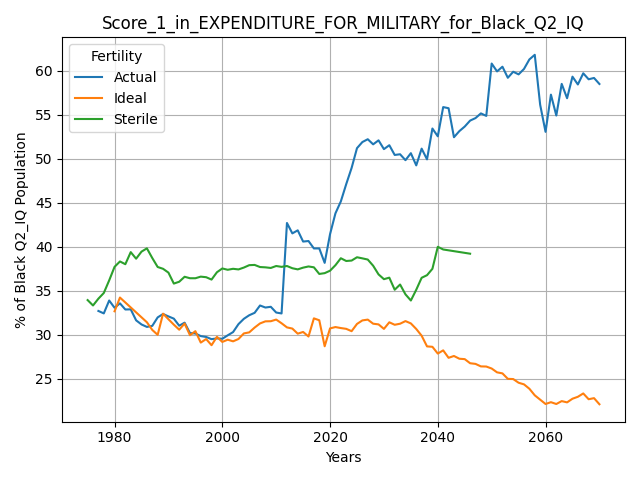 Score_1_in_EXPENDITURE_FOR_MILITARY_for_Black_Q2_IQ
% of Black Q2_IQ Population
Fertility
Actual
Ideal
Sterile
60
55
50
45
40
35
30
25
1980
2000
2020
2040
2060
Years